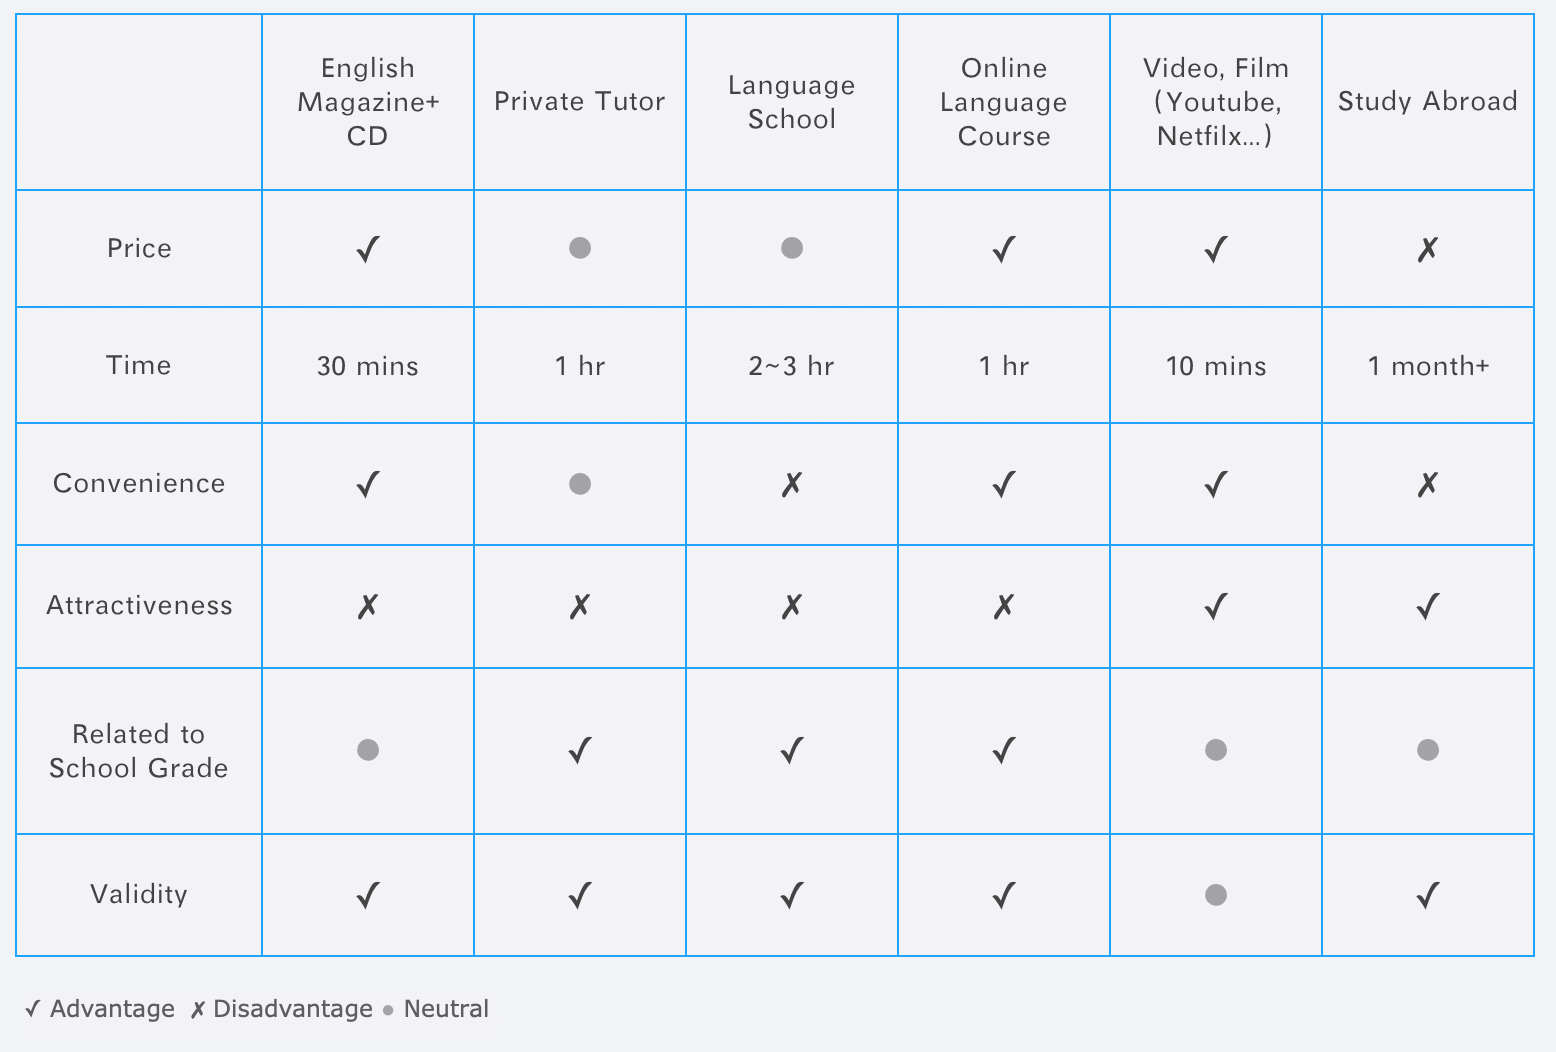 English
Magazine+
CD
Private Tutor
Language
School
Online
Language
Course
Video, Film
(Youtube,
Netfilx...)
Study Abroad
Price
✓
●
●
✓
✓
✗
Time
30 mins
1 hr
2~3 hr
1 hr
10 mins
1 month+
Convenience
✓
●
✗
✓
✓
✗
Attractiveness
✗
✗
✗
✗
✓
✓
Related to
School Grade
●
✓
✓
✓
●
●
Validity
✓
✓
✓
✓
●
✓
✓ Advantage ✗ Disadvantage ● Neutral